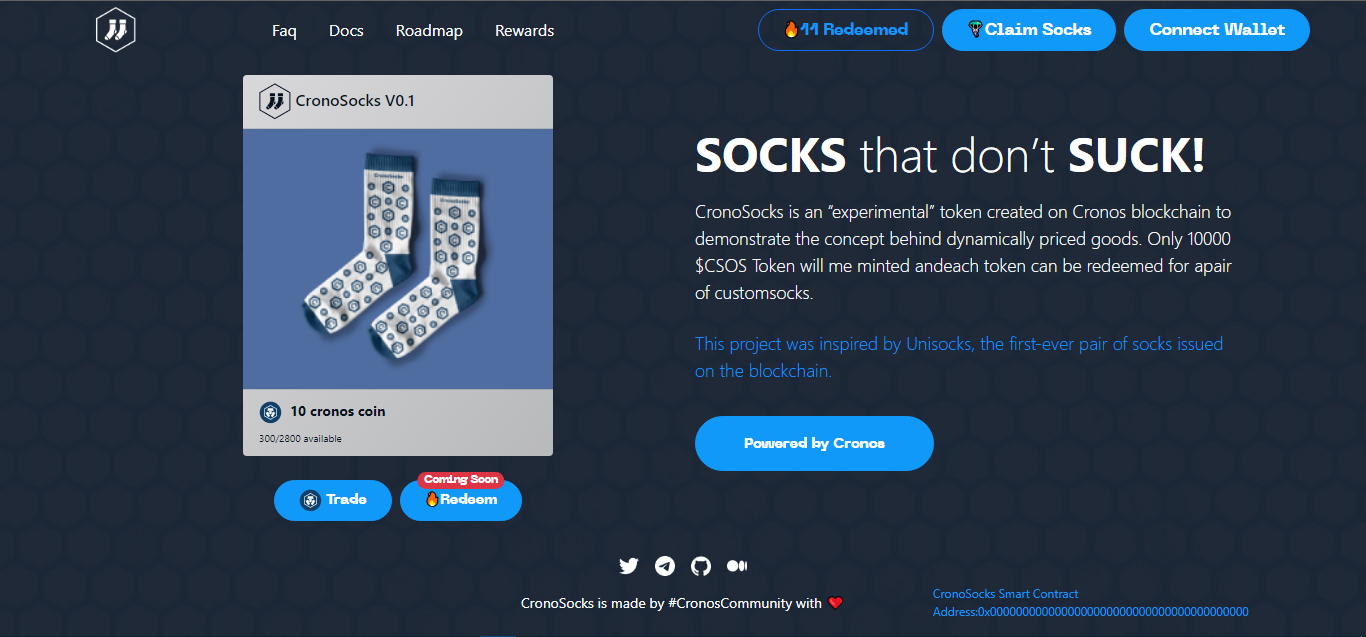 Faq Docs Roadmap Rewards 🔥11 Redeemed Claim Socks Connect Wallet
CronoSocks V0.1
CronoSocks
CronoSocks
10 cronos coin
300/2800 available
Trade
Coming Soon
🔥Redeem
SOCKS that don’t SUCK!
CronoSocks is an “experimental” token created on Cronos blockchain to
demonstrate the concept behind dynamically priced goods. Only 10000
$CSOS Token will me minted andeach token can be redeemed for apair
of customsocks.
This project was inspired by Unisocks, the first-ever pair of socks issued
on the blockchain.
Powered by Cronos
CronoSocks is made by #CronosCommunity with ❤️
CronoSocks Smart Contract
Address:0x0000000000000000000000000000000000000000